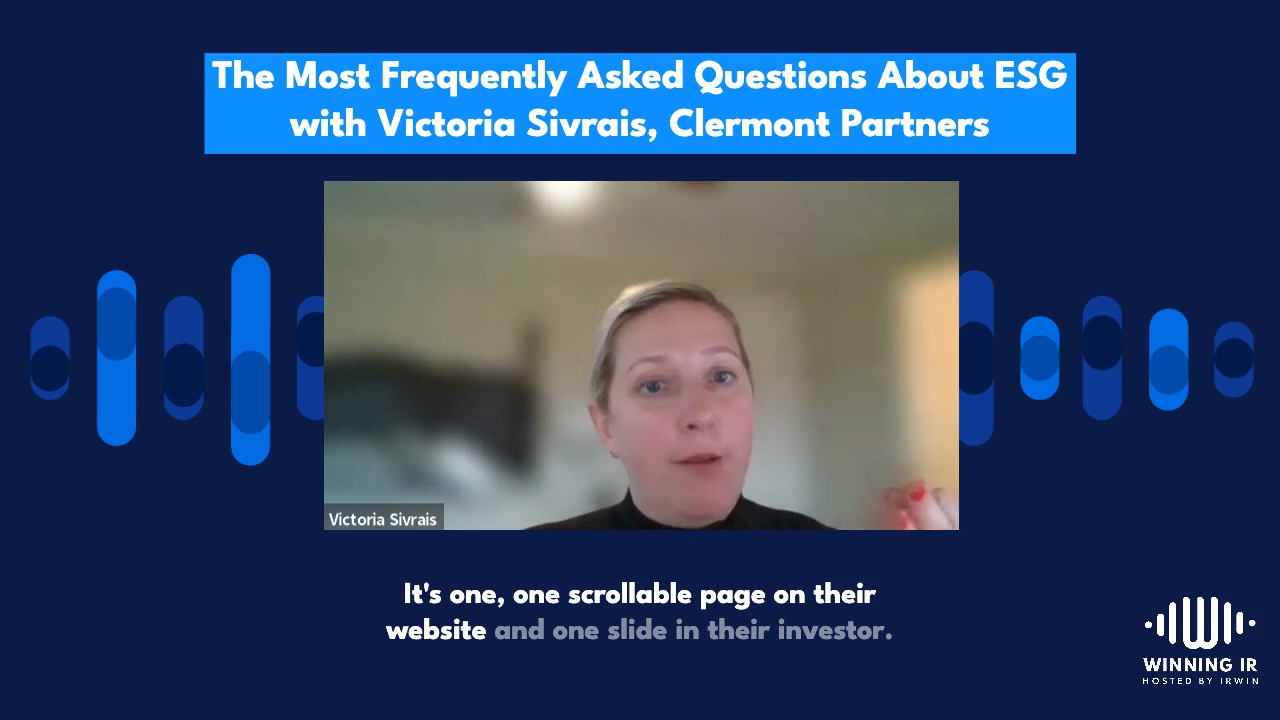 The Most Frequently Asked Questions About ESG
with Victoria Sivrais, Clermont Partners
Victoria Sivrais
It's one, one scrollable page on their
website and one slide in their investor.
WINNING IR
HOSTED BY IRWIN